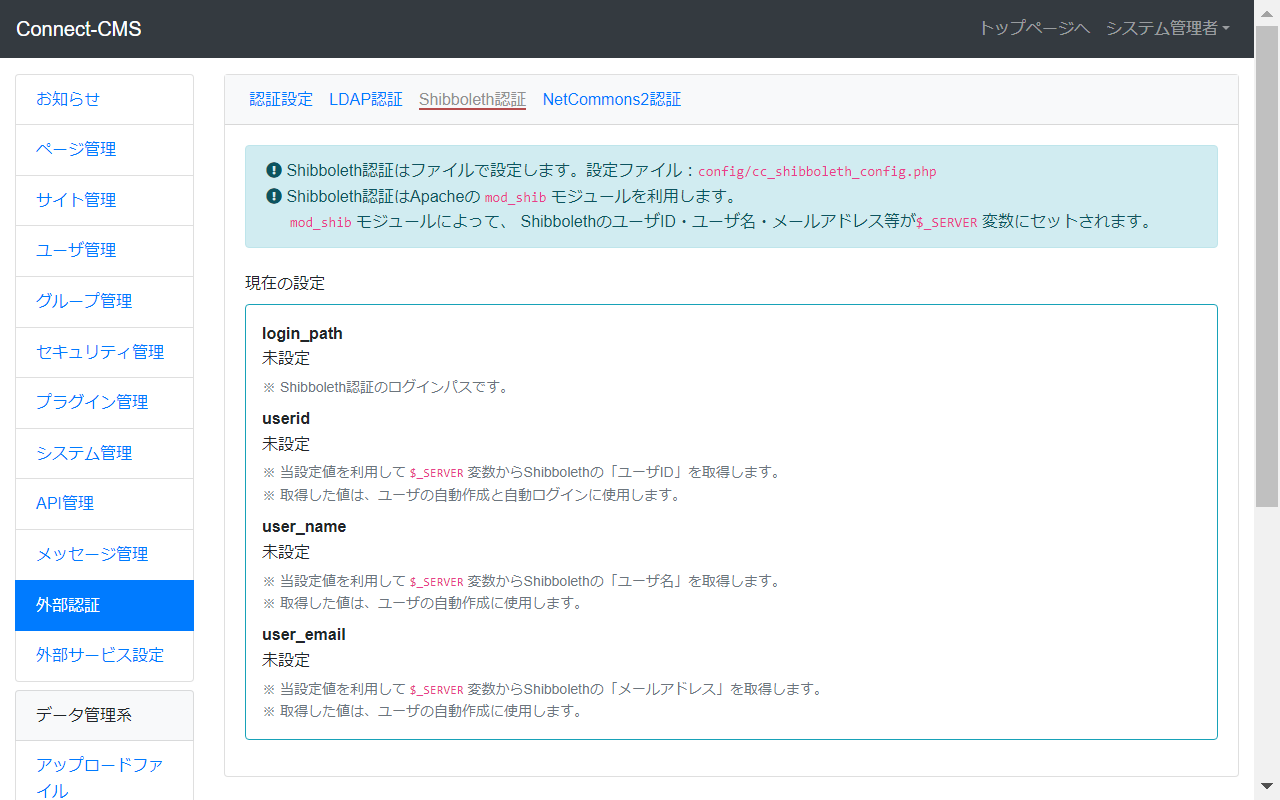 Connect-CMS
トップページへ システム管理者
お知らせ
ページ管理
サイト管理
ユーザ管理
グループ管理
セキュリティ管理
プラグイン管理
システム管理
API管理
メッセージ管理
外部認証
外部サービス設定
データ管理系
アップロードファ
イル
認証設定 LDAP認証 Shibboleth認証 NetCommons2認証
Shibboleth認証はファイルで設定します。設定ファイル：config/cc_shibboleth_config.php
Shibboleth認証はApacheの mod_shib モジュールを利用します。
mod_shib モジュールによって、 ShibbolethのユーザID・ユーザ名・メールアドレス等が$_SERVER 変数にセットされます。
現在の設定
login_path
未設定
※ Shibboleth認証のログインパスです。
userid
未設定
※ 当設定値を利用して $_SERVER 変数からShibbolethの「ユーザID」を取得します。
※ 取得した値は、ユーザの自動作成と自動ログインに使用します。
user_name
未設定
※ 当設定値を利用して $_SERVER 変数からShibbolethの「ユーザ名」を取得します。
※ 取得した値は、ユーザの自動作成に使用します。
user_email
未設定
※ 当設定値を利用して $_SERVER 変数からShibbolethの「メールアドレス」を取得します。
※ 取得した値は、ユーザの自動作成に使用します。